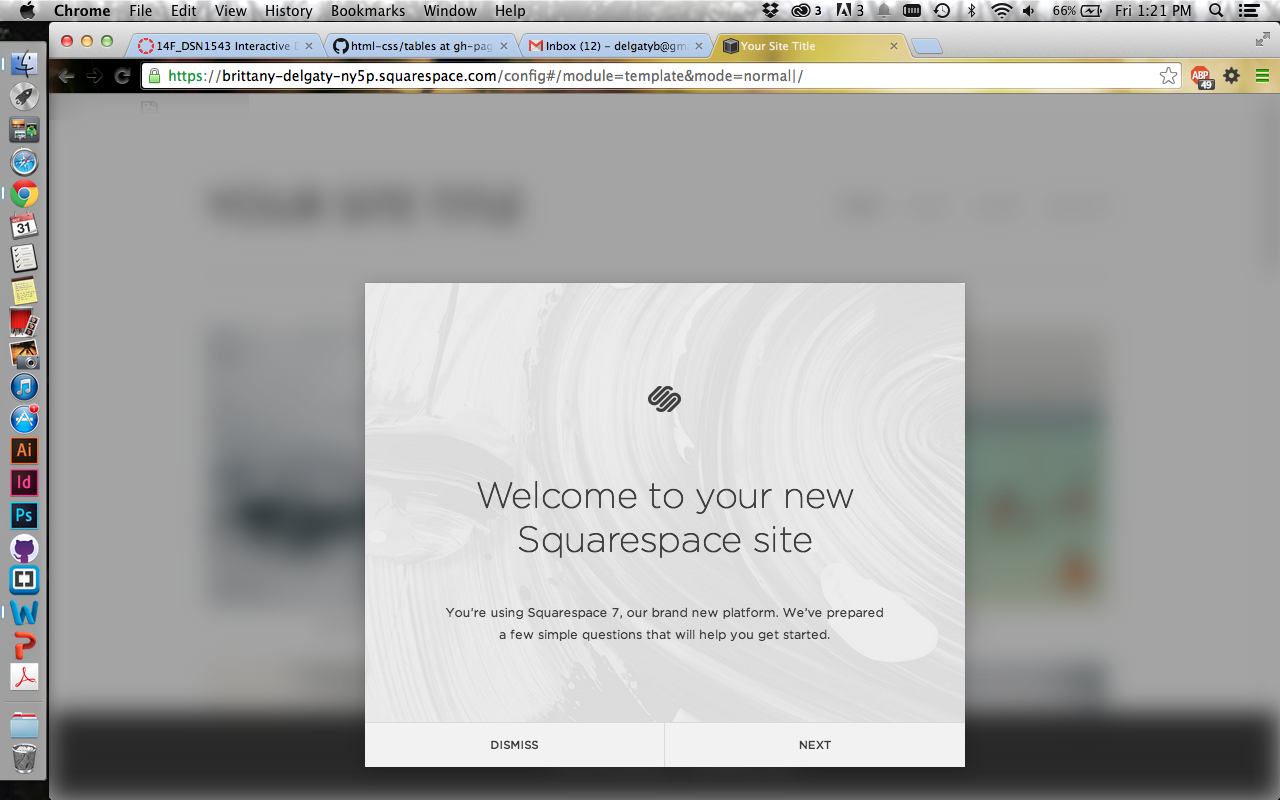 Chrome File Edit View History Bookmarks Window Help 3 3 66% Fri 1:21 PM
14F_DSN1543 Interactive D html-css/tables at gh-pag Inbox (12) – delgatyb@gm Your Site Title
https://brittany-delgaty-ny5p.squarespace.com/config#/module=template&mode=normal|/ ABP 49
31
YOUR SITE TITLE
Welcome to your new
Squarespace site
1
Ai
Id
Ps
You're using Squarespace 7, our brand new platform. We've prepared
a few simple questions that will help you get started.
DISMISS NEXT